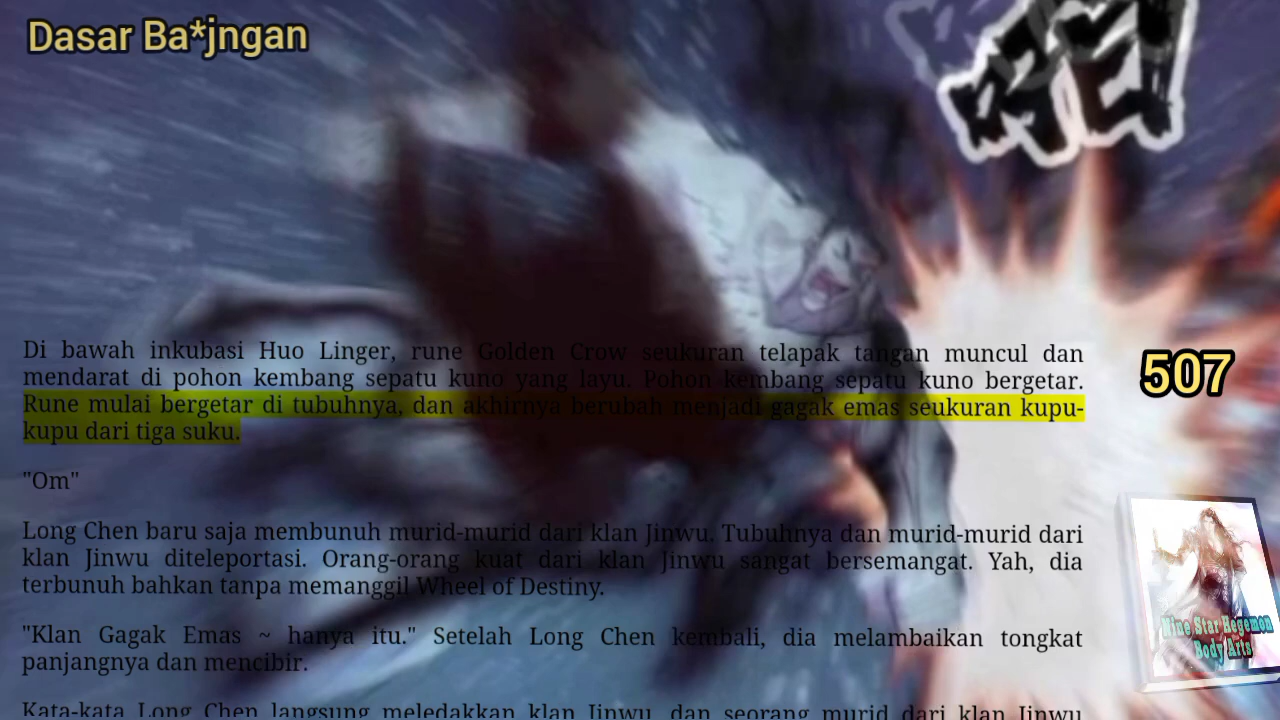 Dasar Ba*jngan
Di bawah inkubasi Huo Linger, rune Golden Crow seukuran telapak tangan muncul dan
mendarat di pohon kembang sepatu kuno yang layu. Pohon kembang sepatu kuno bergetar.
Rune mulai bergetar di tubuhnya, dan akhirnya berubah menjadi gagak emas seukuran kupu-
kupu dari tiga suku.
507
"Om"
Long Chen baru saja membunuh murid-murid dari klan Jinwu. Tubuhnya dan murid-murid dari
klan Jinwu diteleportasi. Orang-orang kuat dari klan Jinwu sangat bersemangat. Yah, dia
terbunuh bahkan tanpa memanggil Wheel of Destiny.
"Klan Gagak Emas ~ hanya itu." Setelah Long Chen kembali, dia melambaikan tongkat
panjangnya dan mencibir.
Nine Star Hegemon
Body Arts
Kata-kata Long Chen langsung meledakkan klan Jinwu, dan seorang murid dari klan Jinwu